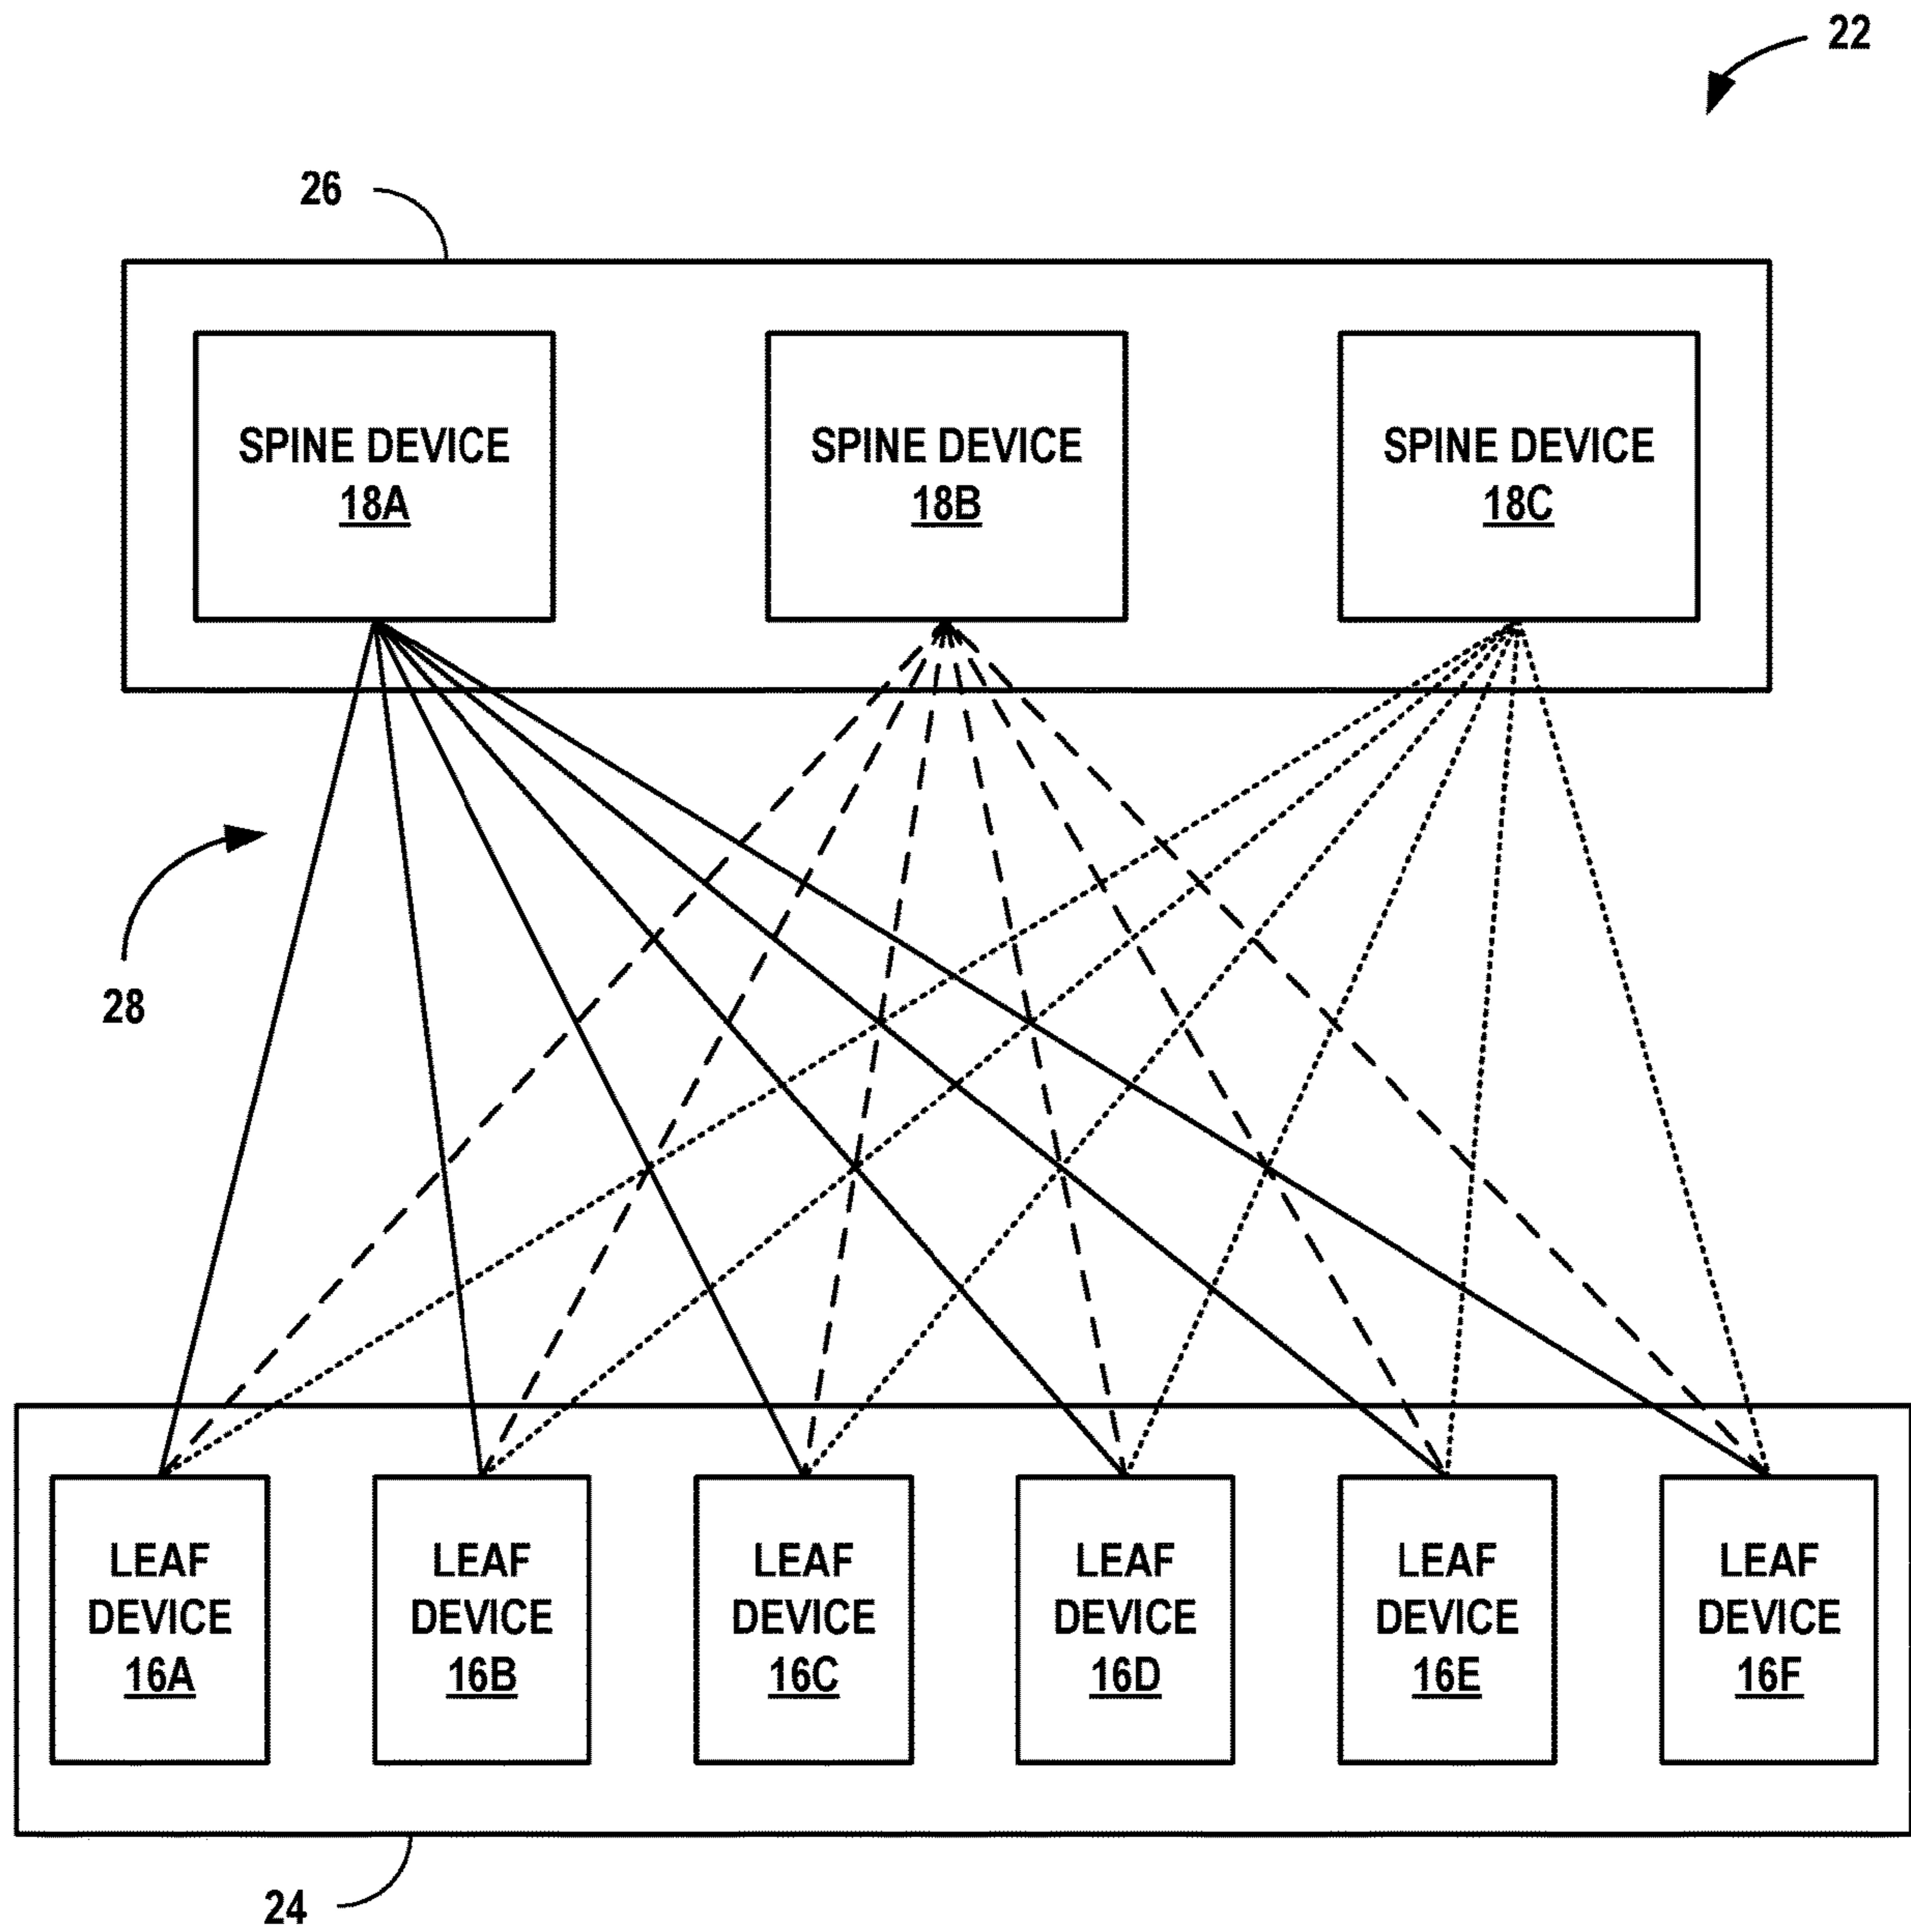 22
26
SPINE DEVICE
18A
SPINE DEVICE
18B
SPINE DEVICE
18C
28
LEAF
DEVICE
16A
LEAF
DEVICE
16B
LEAF
DEVICE
16C
LEAF
DEVICE
16D
LEAF
DEVICE
16E
LEAF
DEVICE
16F
24